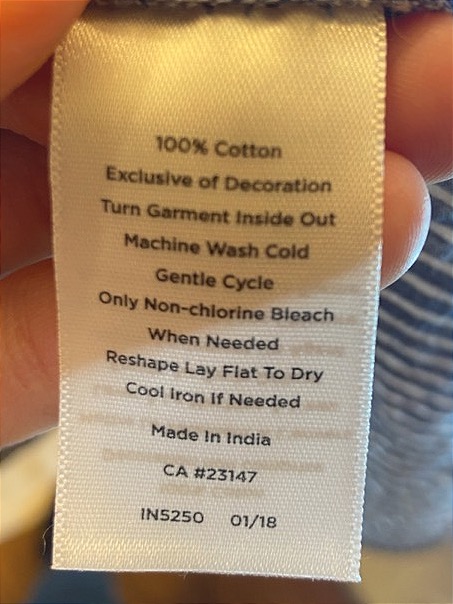 100% Cotton
Exclusive of Decoration
Turn Garment Inside Out
Machine Wash Cold
Gentle Cycle
Only Non-chlorine Bleach
When Needed
Reshape Lay Flat To Dry
Cool Iron If Needed
Made In India
CA #23147
IN5250 01/18